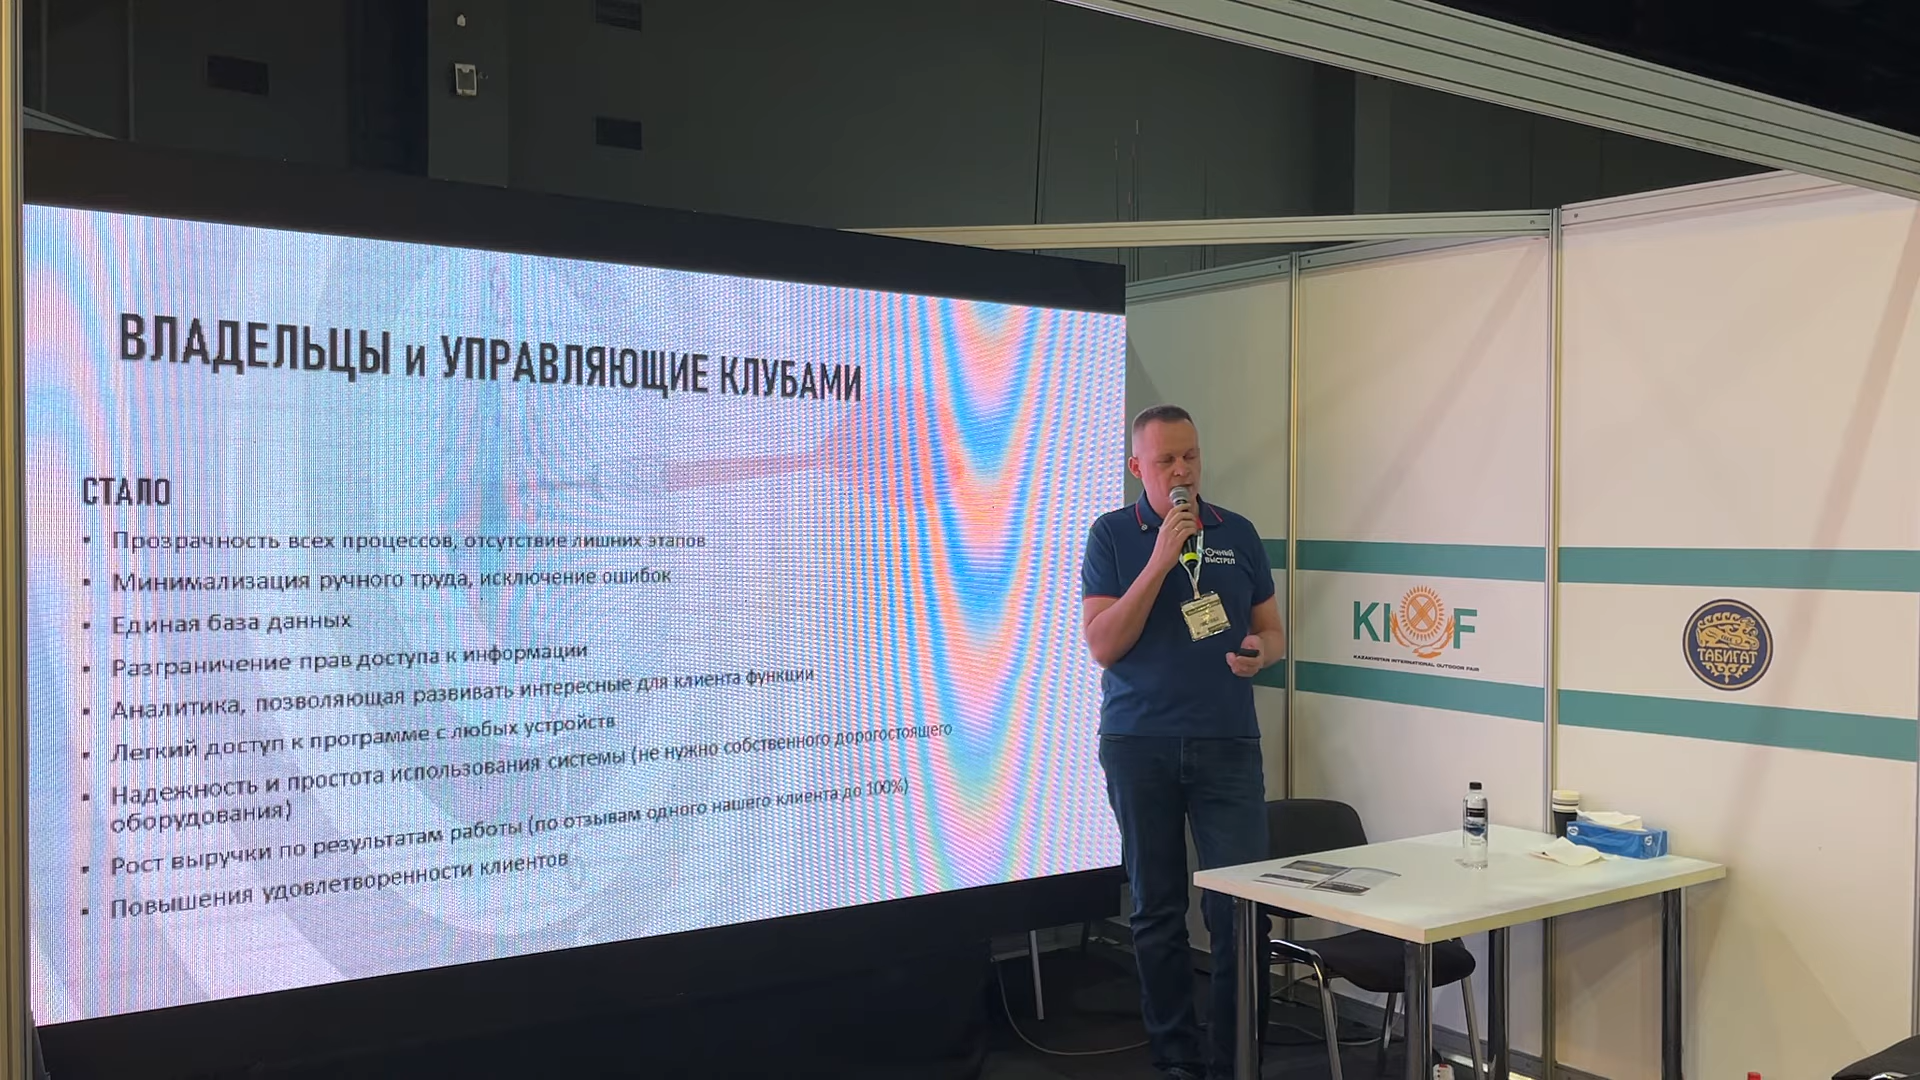 ВЛАДЕЛЬЦЫ и УПРАВЛЯЮЩИЕ КЛУБАМИ
СТАЛО
▪ Прозрачность всех процессов, отсутствие лишних этапов
▪ Минимализация ручного труда, исключение ошибок
▪ Единая база данных
▪ Разграничение прав доступа к информации
▪ Аналитика, позволяющая развивать интересные для клиента функции
▪ Легкий доступ к программе с любых устройств
▪ Надежность и простота использования системы (не нужно собственного дорогостоящего
оборудования)
▪ Рост выручки по результатам работы (по отзывам одного нашего клиента до 100%)
▪ Повышения удовлетворенности клиентов
ТОЧНЫЙ
ВЫСТРЕЛ
KIOF
KAZAKHSTAN INTERNATIONAL OUTDOOR FAIR
ТАБИҒАТ